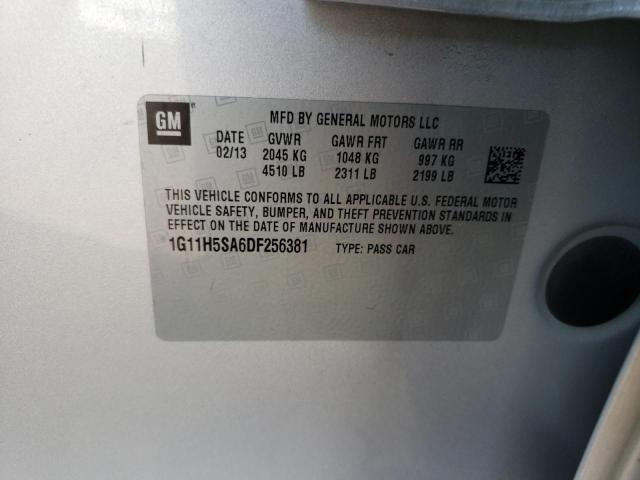 GM
MFD BY GENERAL MOTORS LLC
DATE GVWR GAWR FRT GAWR RR
02/13 2045 KG 1048 KG 997 KG
4510 LB 2311 LB 2199 LB
THIS VEHICLE CONFORMS TO ALL APPLICABLE U.S. FEDERAL MOTOR
VEHICLE SAFETY, BUMPER, AND THEFT PREVENTION STANDARDS IN
EFFECT ON THE DATE OF MANUFACTURE SHOWN ABOVE.
1G11H5SA6DF256381 TYPE: PASS CAR